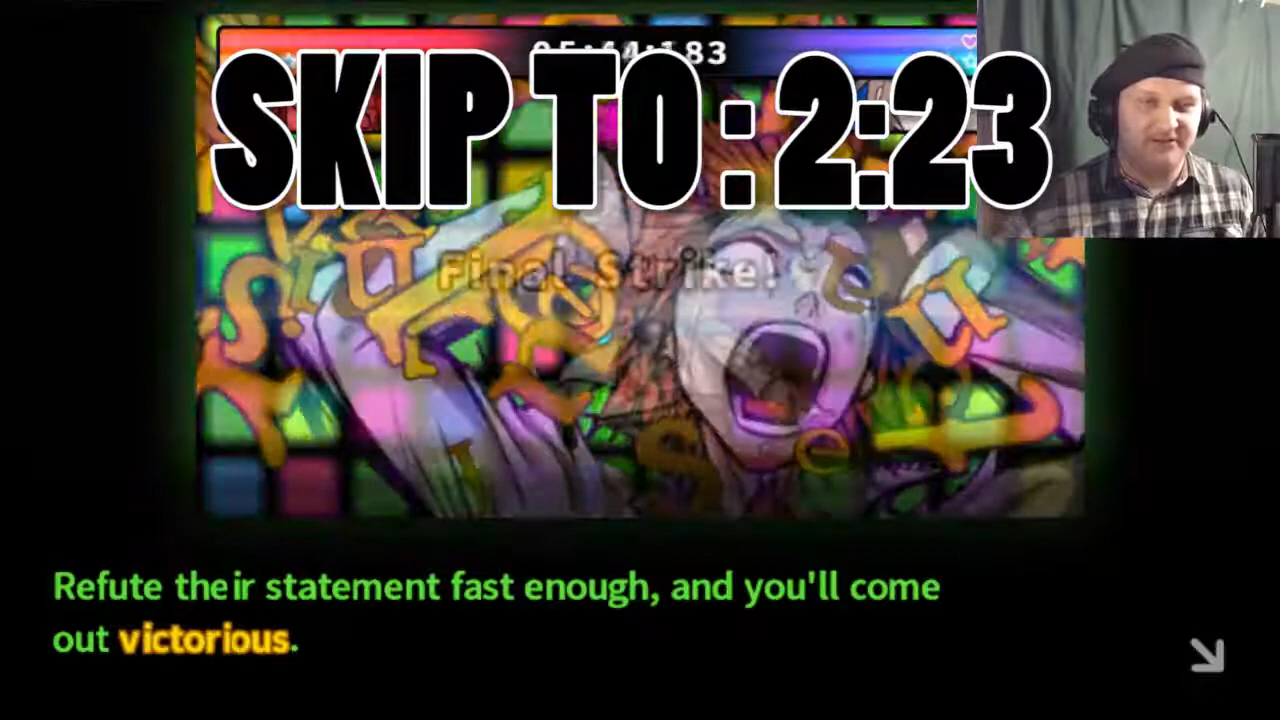 SKIP TO : 2:23
Final Strike!
Refute their statement fast enough, and you'll come
out victorious.